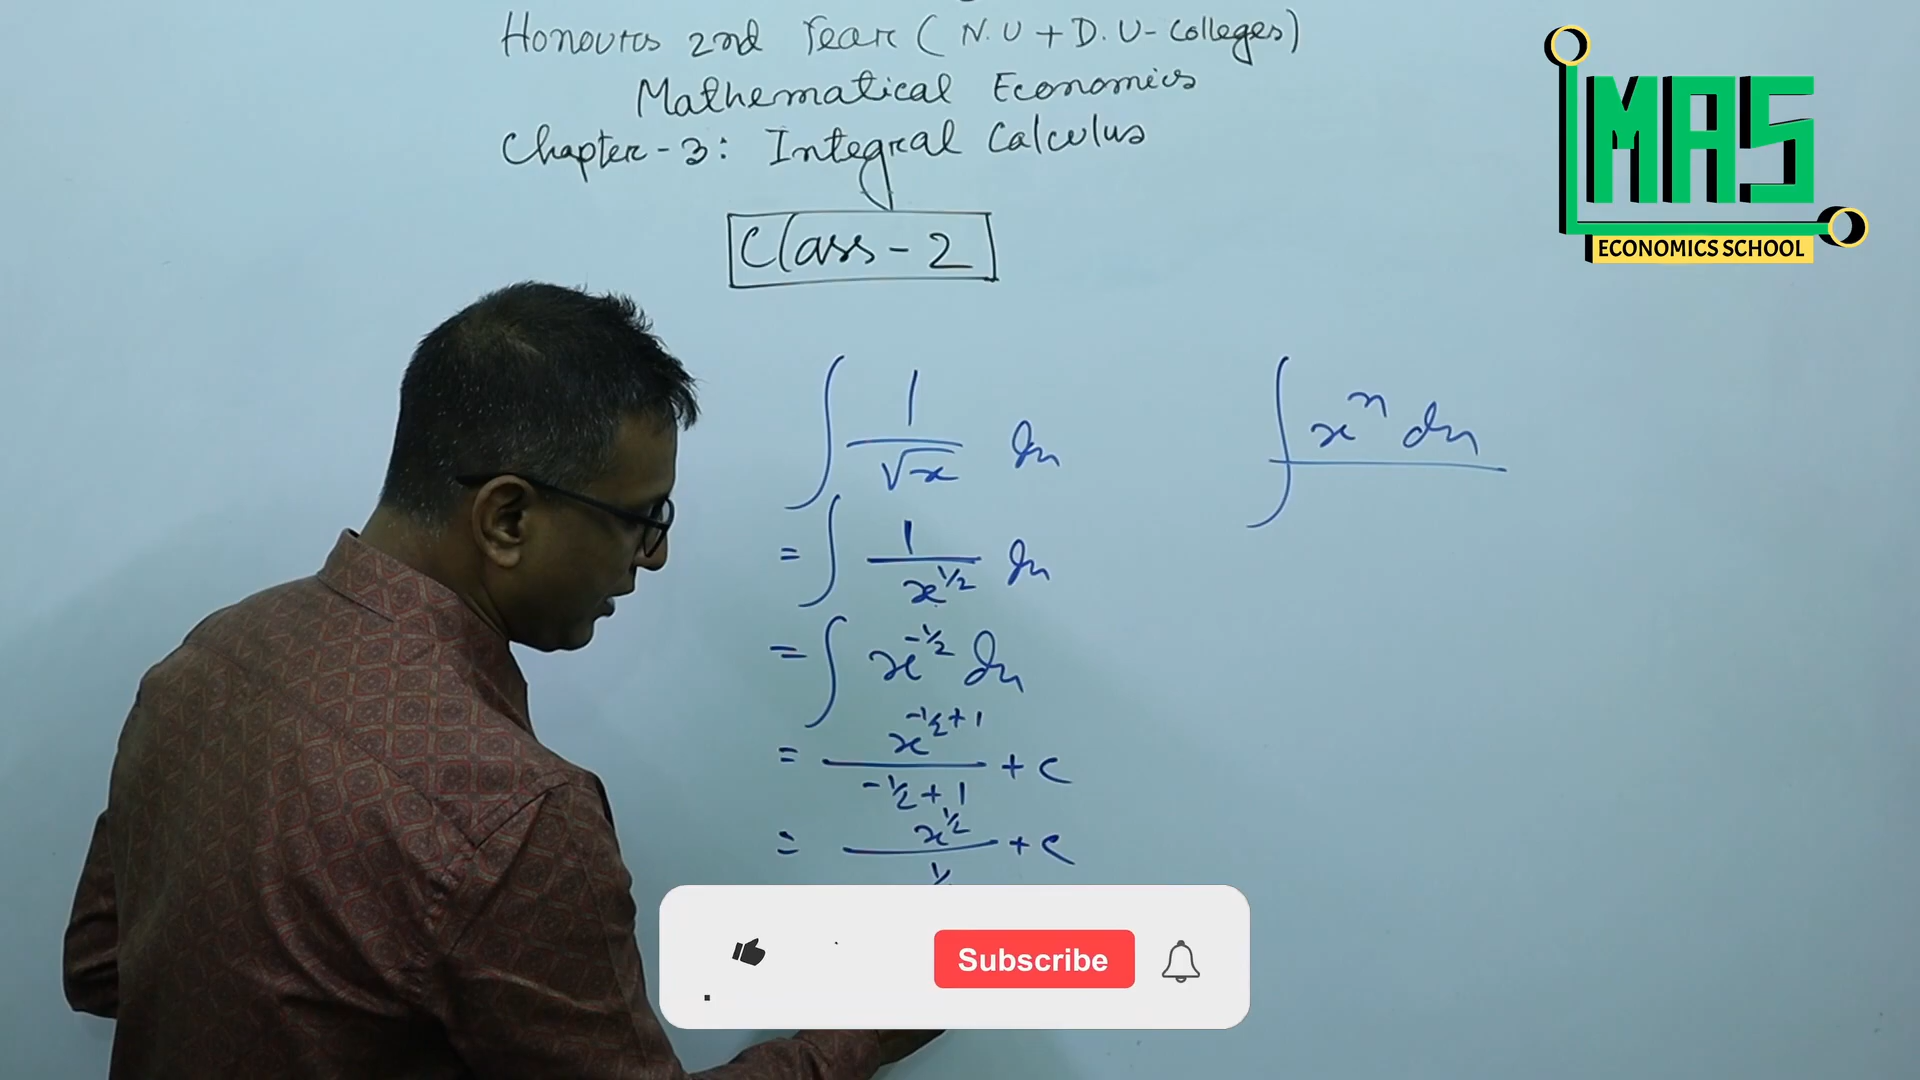 Honours 2nd Year ( N.U + D.U - Colleges)
Mathematical Economics
Chapter - 3 : Integral Calculus
Class - 2
MAS
ECONOMICS SCHOOL
∫ 1/√x dx
∫ xⁿ dx
= ∫ 1/x^1/2 dx
= ∫ x^-1/2 dx
= x^-1/2+1 / -1/2+1 + c
= x^1/2 / 1/ + c
Subscribe